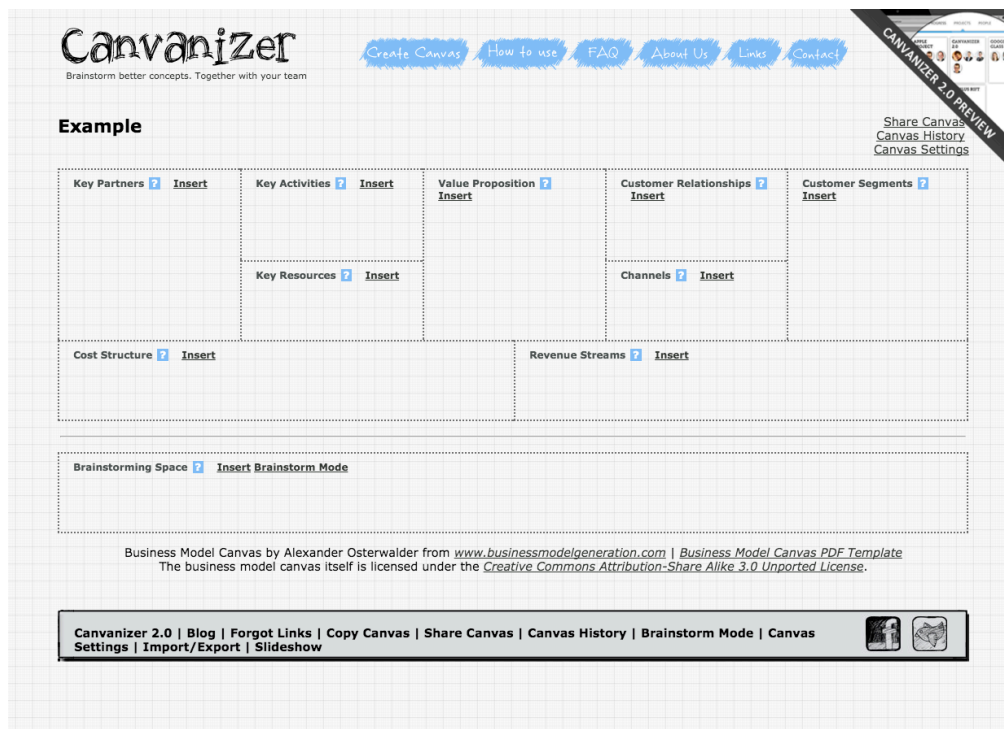 Canvanizer
Brainstorm better concepts. Together with your team
Create Canvas
How to use
FAQ
About Us
Links
Contact
CANVANIZER 2.0 PREVIEW
PROJECTS
PEOPLE
CANVANIZER
2.0
Example
Share Canvas
Canvas History
Canvas Settings
Key Partners ? Insert
Key Activities ? Insert
Value Proposition ?
Insert
Customer Relationships ?
Insert
Customer Segments ?
Insert
Key Resources ? Insert
Channels ? Insert
Cost Structure ? Insert
Revenue Streams ? Insert
Brainstorming Space ? Insert Brainstorm Mode
Business Model Canvas by Alexander Osterwalder from www.businessmodelgeneration.com | Business Model Canvas PDF Template
The business model canvas itself is licensed under the Creative Commons Attribution-Share Alike 3.0 Unported License.
Canvanizer 2.0 | Blog | Forgot Links | Copy Canvas | Share Canvas | Canvas History | Brainstorm Mode | Canvas
Settings | Import/Export | Slideshow
f